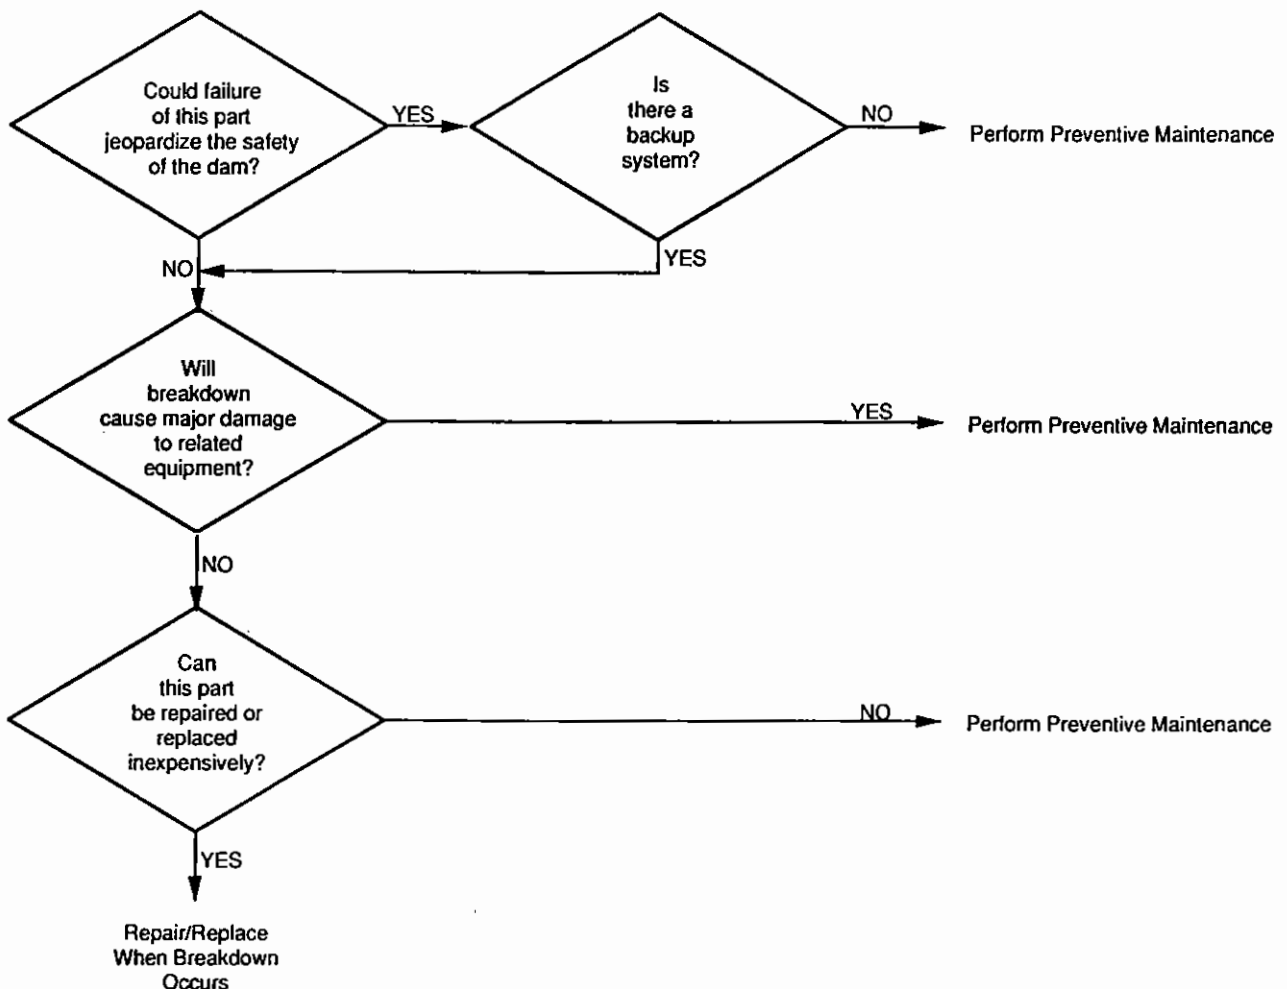 Could failure
of this part
jeopardize the safety
of the dam?
YES
Is
there a
backup
system?
NO
Perform Preventive Maintenance
NO
YES
Will
breakdown
cause major damage
to related
equipment?
YES
Perform Preventive Maintenance
NO
Can
this part
be repaired or
replaced
inexpensively?
NO
Perform Preventive Maintenance
YES
Repair/Replace
When Breakdown
Occurs